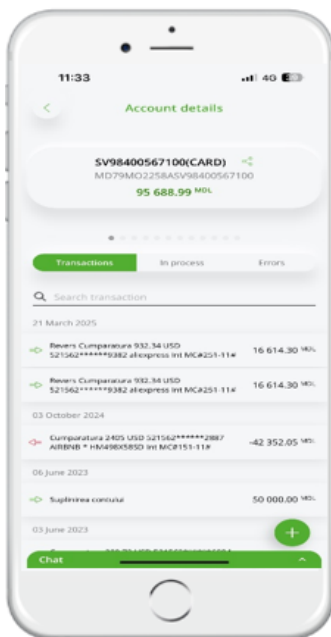 11:33
4G
Account details
SV98400567100(CARD)
MD79MO2258ASV98400567100
95 688.99 MDL
Transactions
In process
Errors
Search transaction
21 March 2025
Revers Cumparatura 932.34 USD
521562******9382 aliexpress Int MC#251-11#
16 614.30 MDL
Revers Cumparatura 932.34 USD
521562******9382 aliexpress Int MC#251-11#
16 614.30 MDL
03 October 2024
Cumparatura 2405 USD 521562******2887
AIRBNB * HM498X58SD Int MC#151-11#
-42 352.05 MDL
06 June 2023
Suplinirea contului
50 000.00 MDL
03 June 2023
Chat